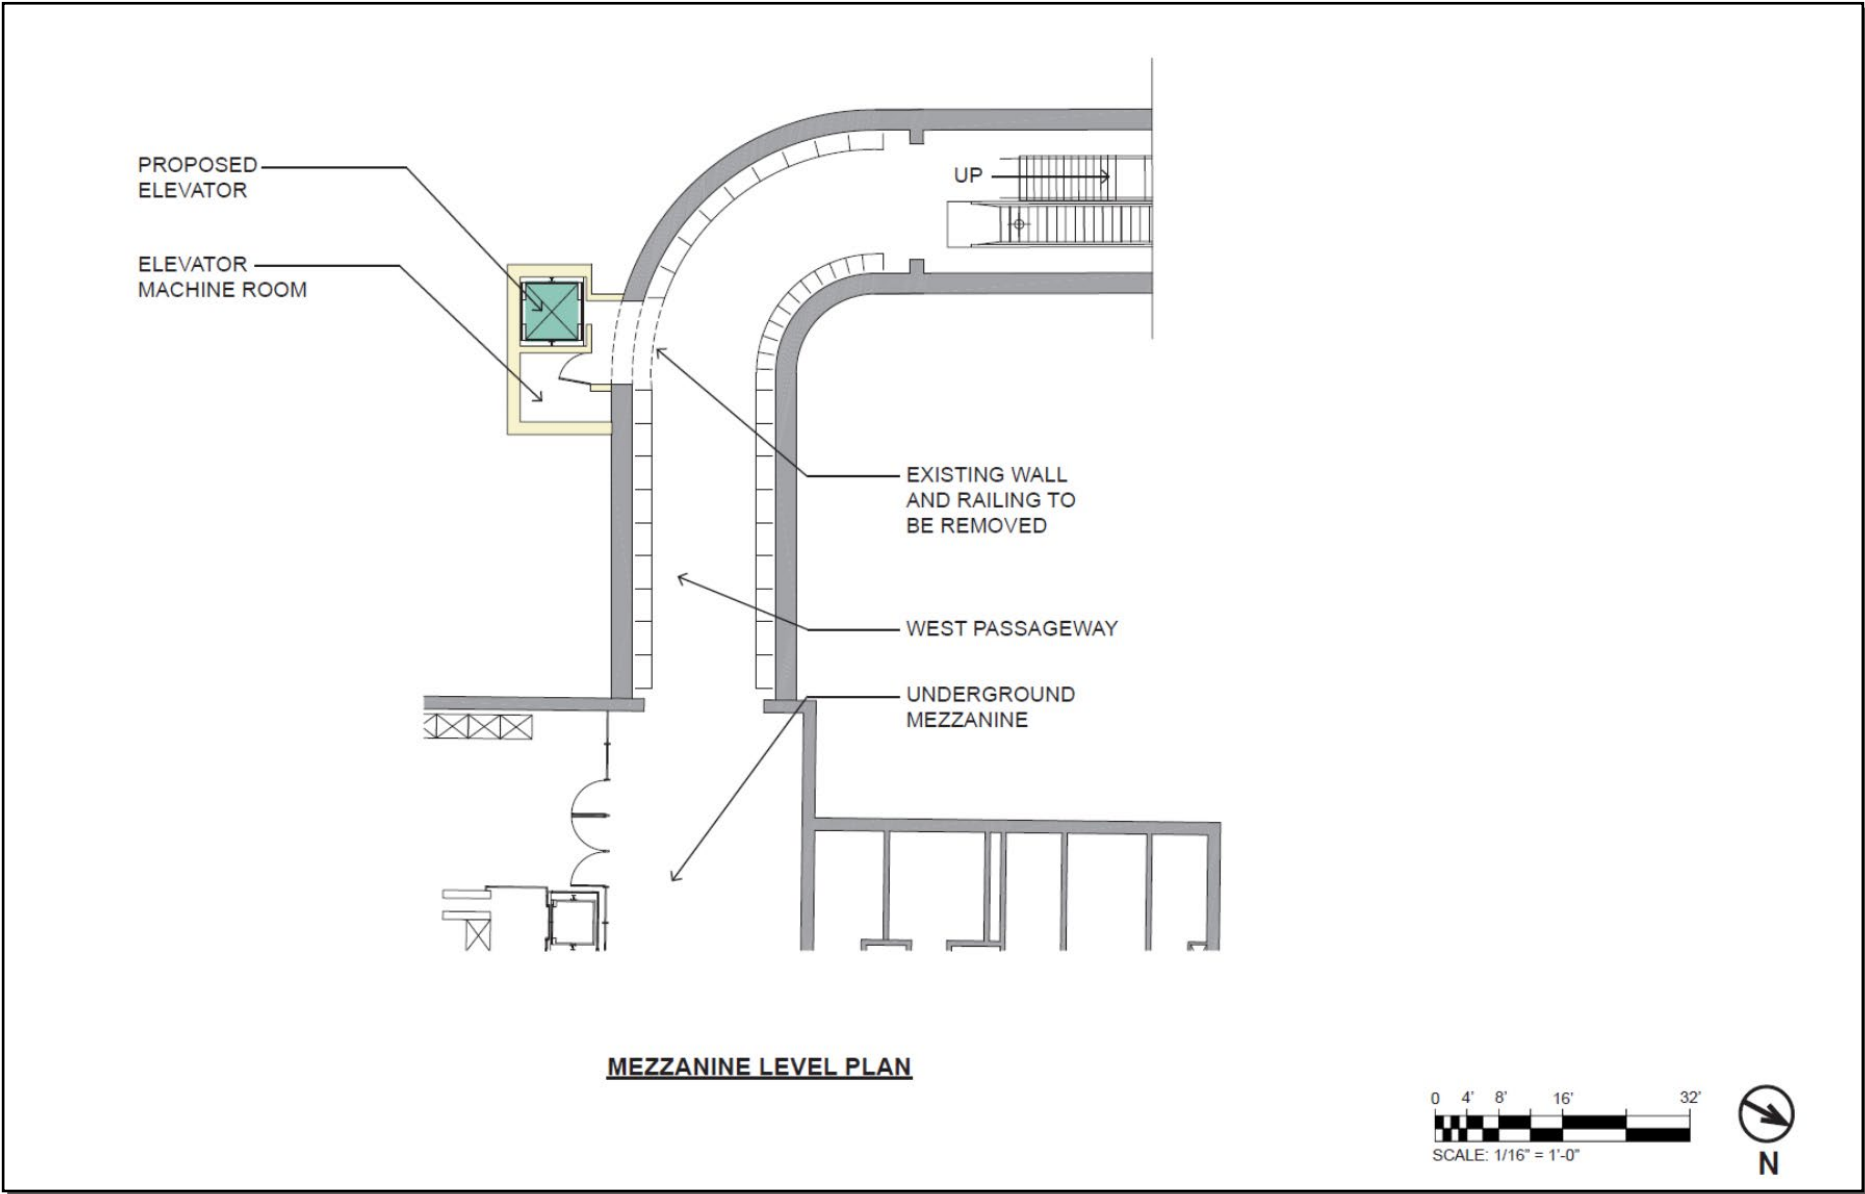 PROPOSED
ELEVATOR
ELEVATOR
MACHINE ROOM
UP
EXISTING WALL
AND RAILING TO
BE REMOVED
WEST PASSAGEWAY
UNDERGROUND
MEZZANINE
MEZZANINE LEVEL PLAN
0 4' 8' 16' 32'
SCALE: 1/16" = 1'-0"
N